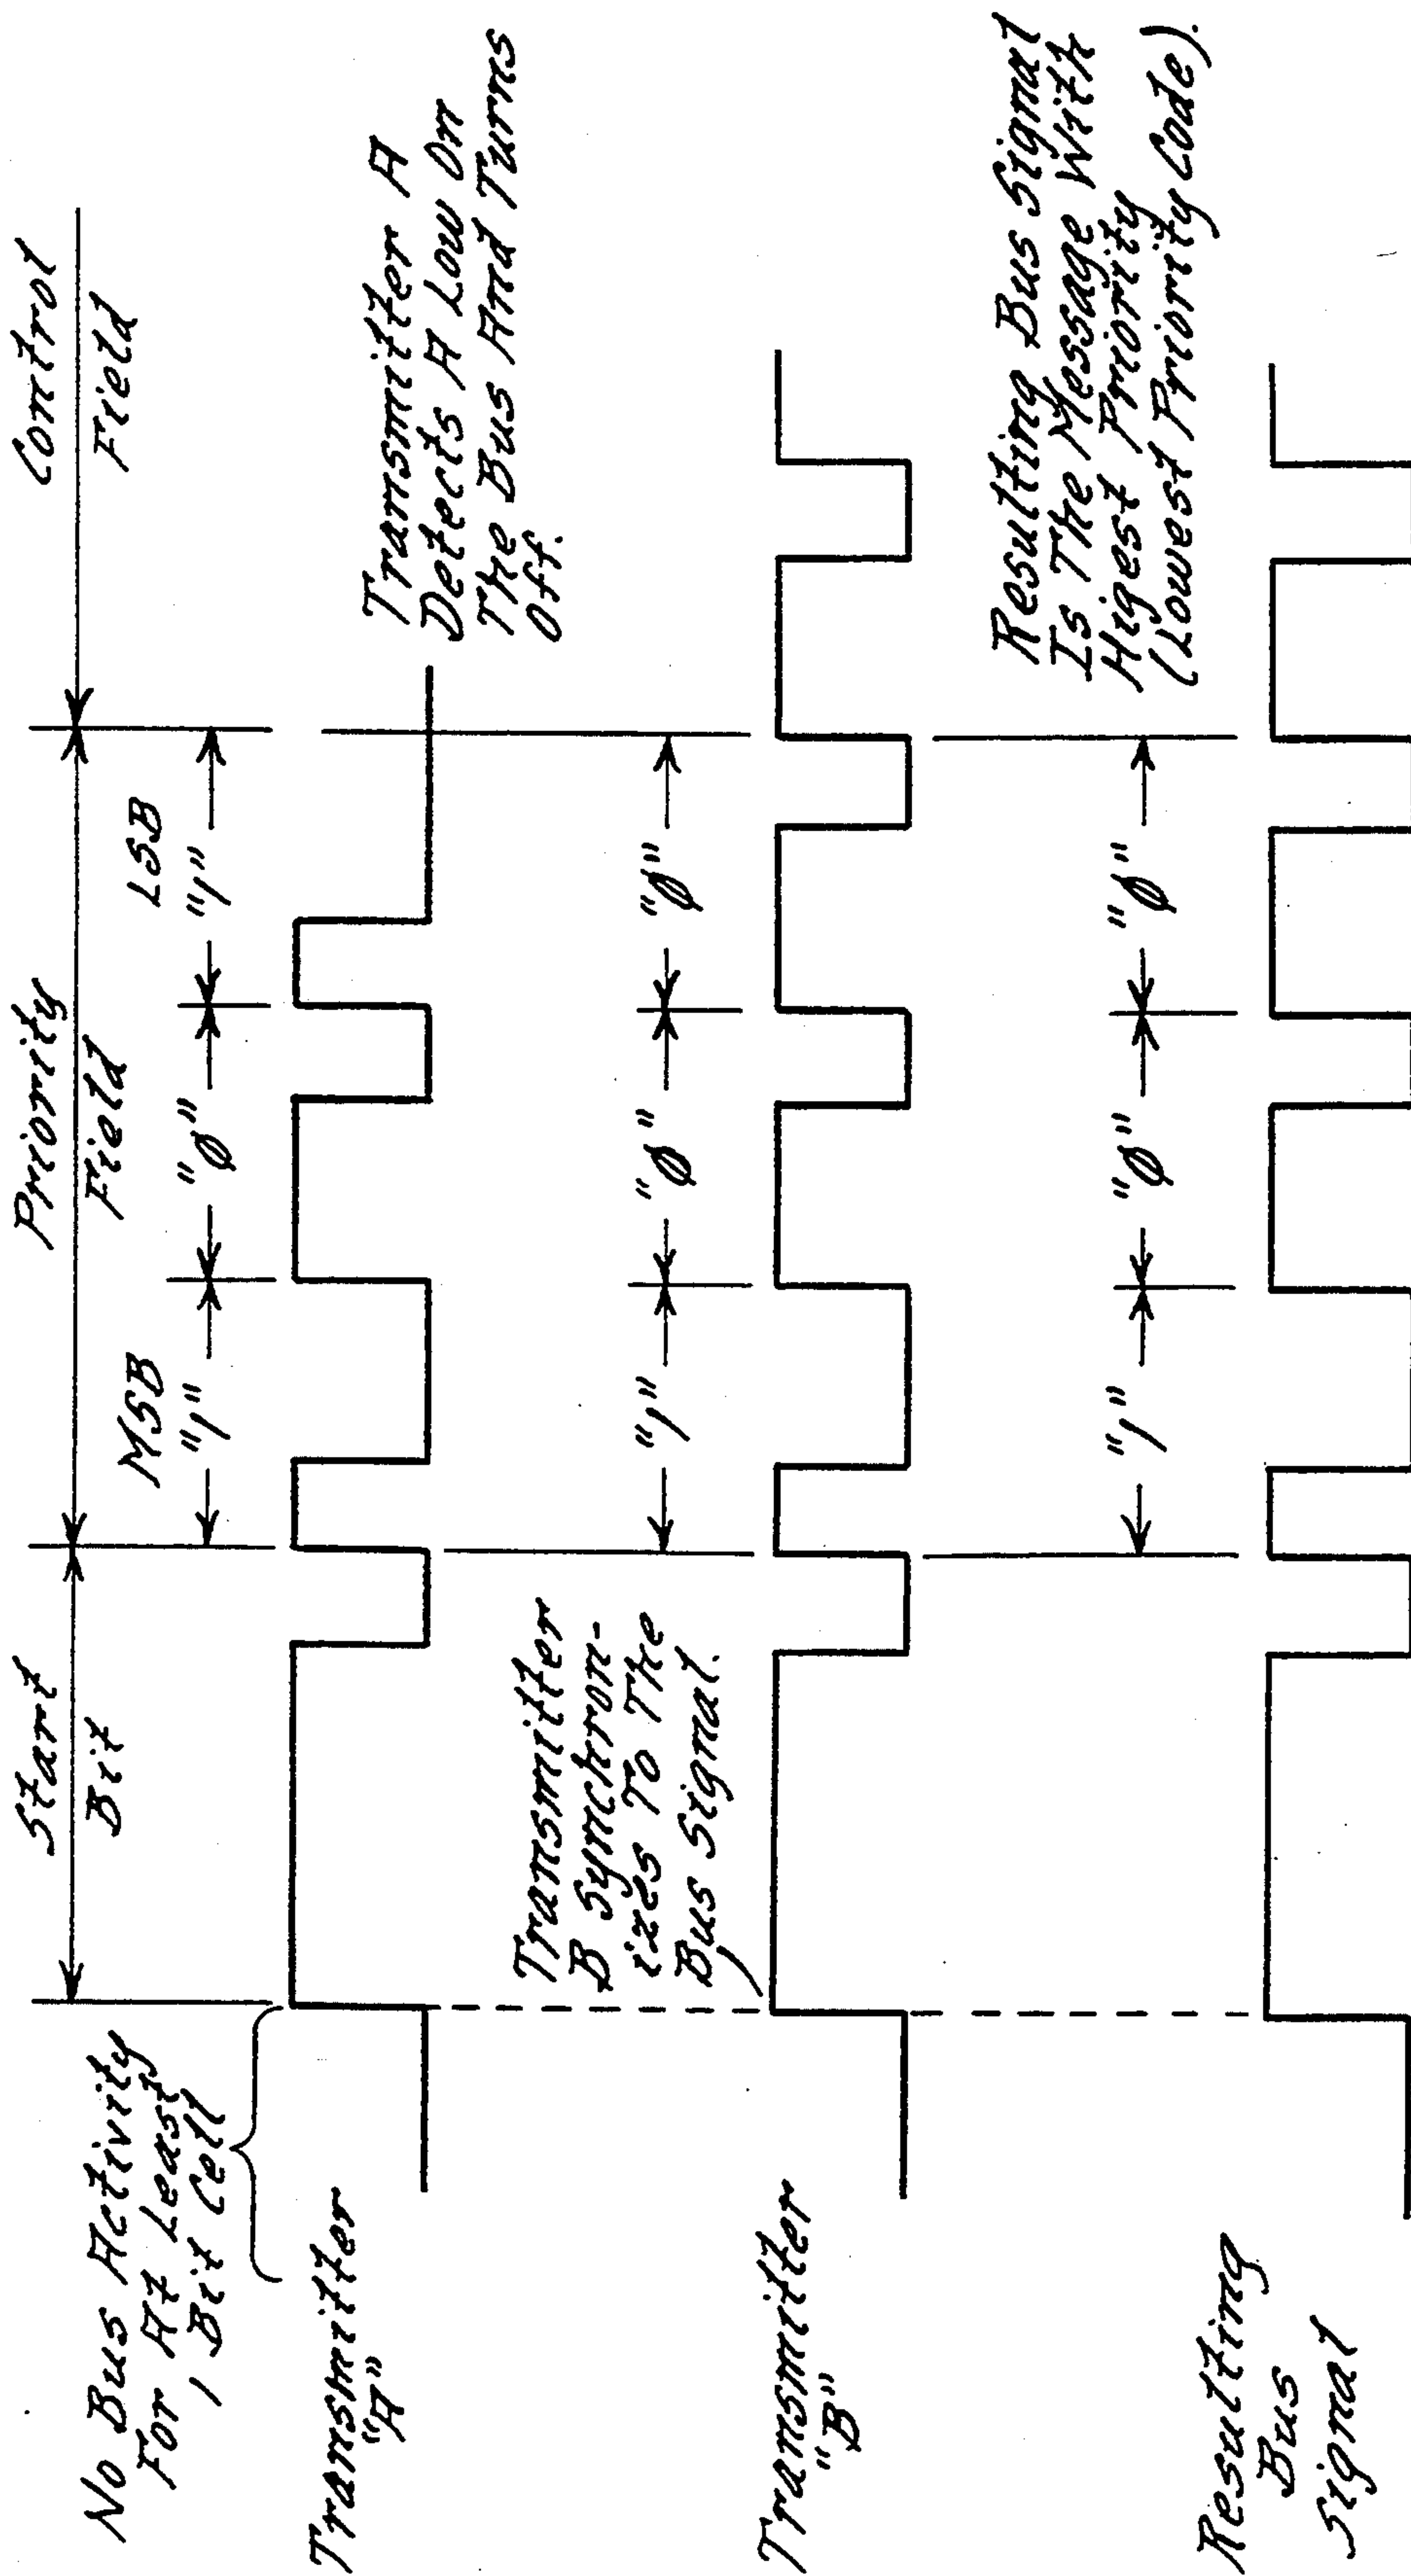 Start
Bit
Priority
Field
Control
Field
No Bus Activity
For At Least
1 Bit Cell
MSB
"1"
"ø"
LSB
"1"
Transmitter
"A"
Transmitter A
Detects A Low On
The Bus And Turns
Off.
Transmitter
B Synchron-
izes To The
Bus Signal.
"1"
"ø"
"ø"
Transmitter
"B"
Resulting Bus Signal
Is The Message With
Higest Priority
(Lowest Priority Code).
"1"
"ø"
"ø"
Resulting
Bus
Signal